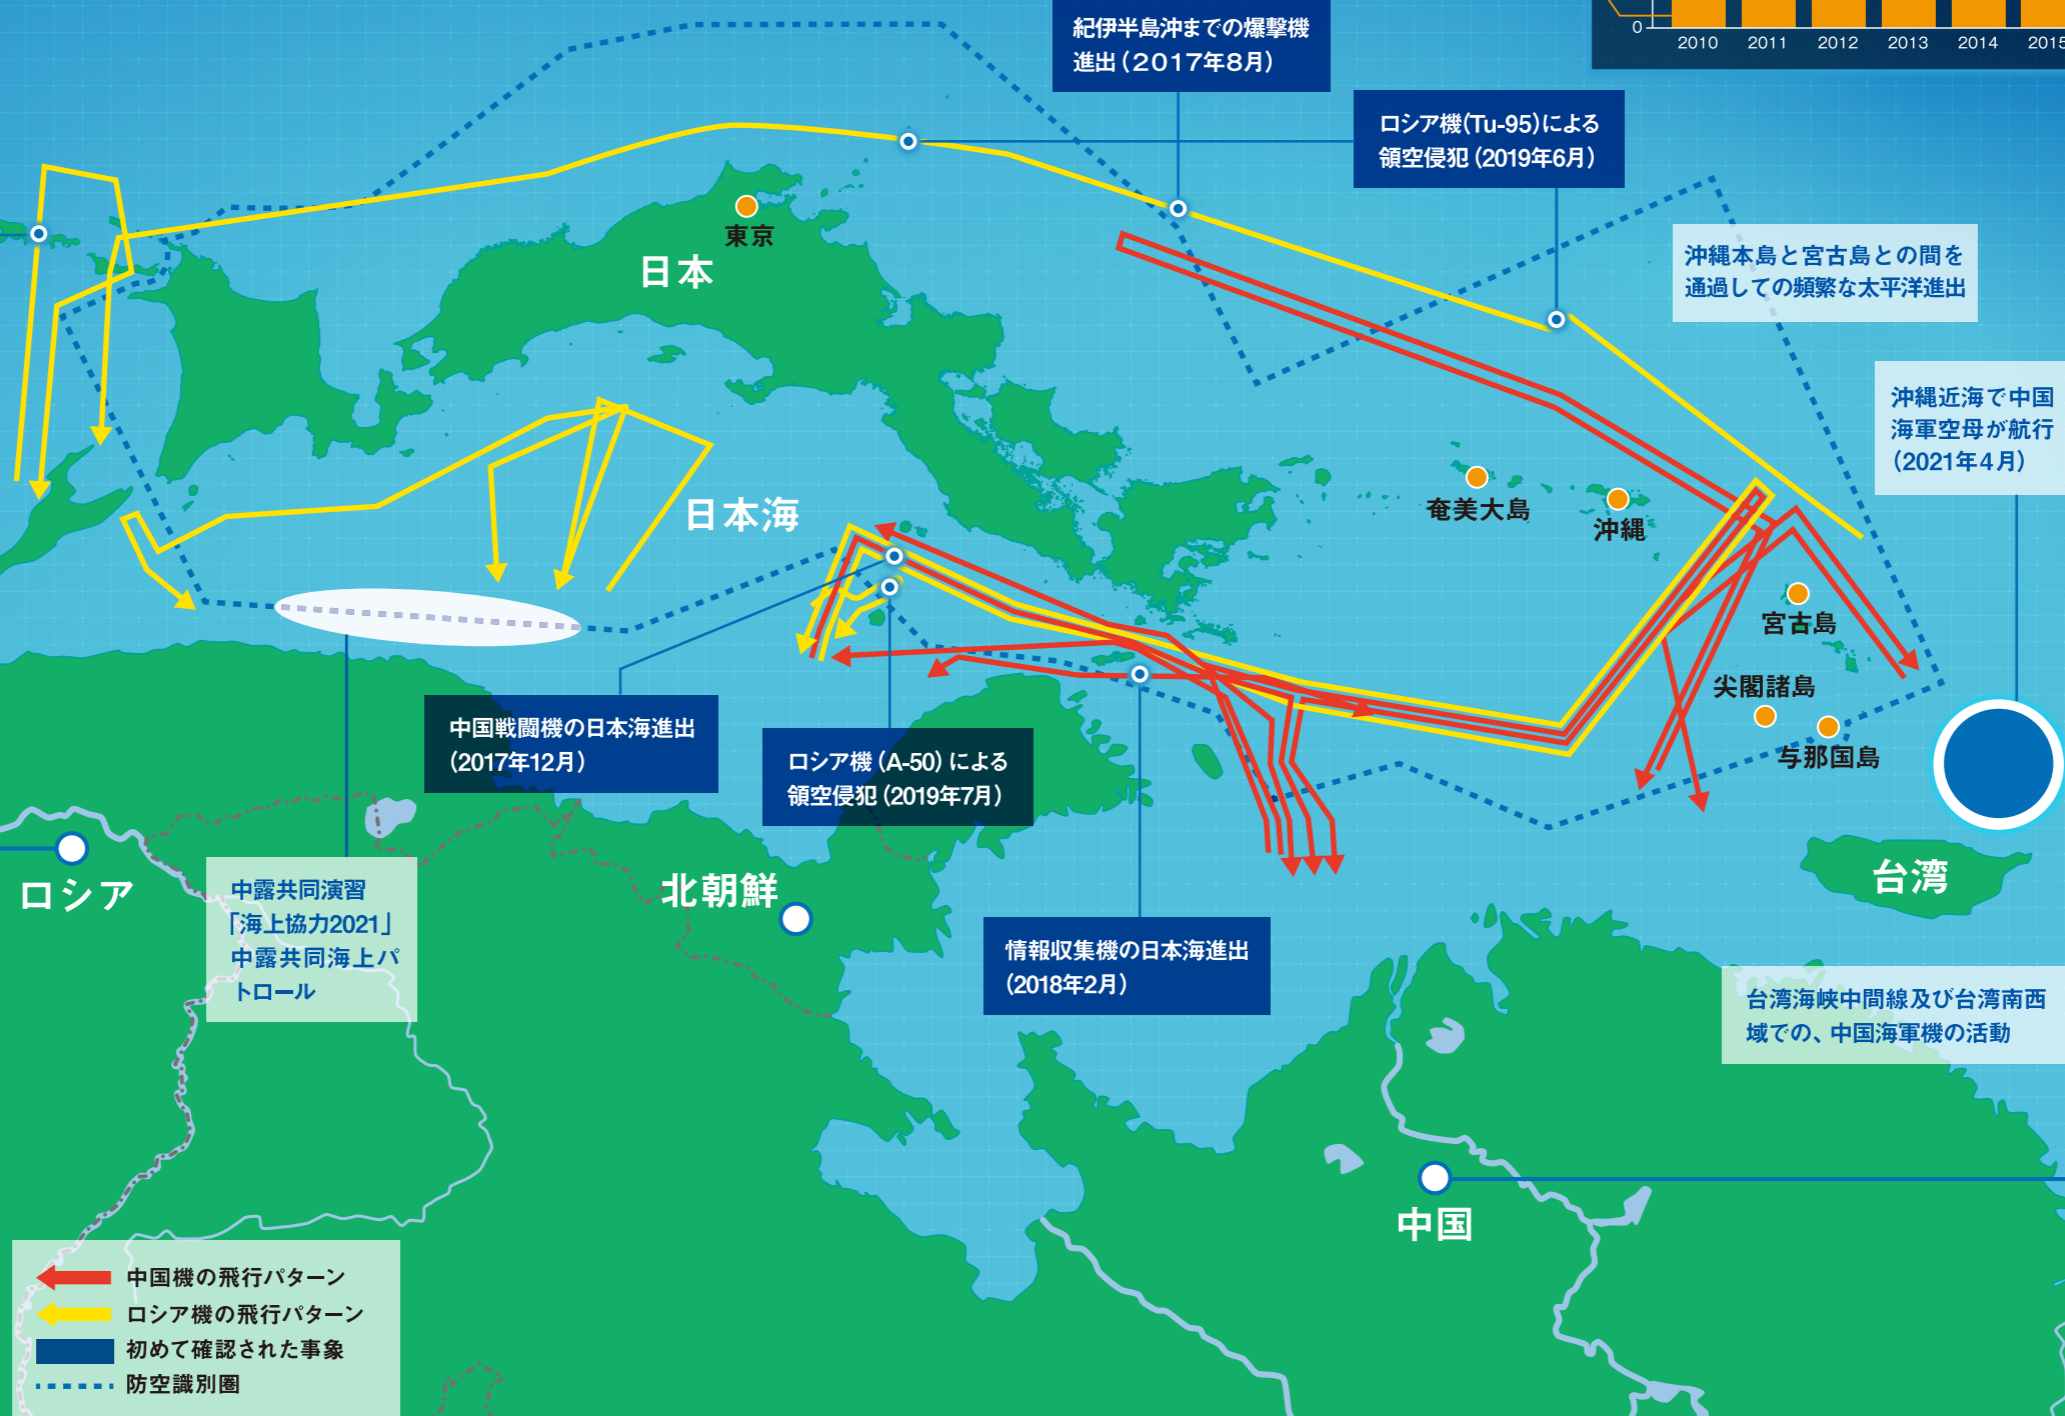 紀伊半島沖までの爆撃機
進出（2017年8月）
0
2010 2011 2012 2013 2014 2015
ロシア機（Tu-95）による
領空侵犯（2019年6月）
沖縄本島と宮古島との間を
通過しての頻繁な太平洋進出
沖縄近海で中国
海軍空母が航行
（2021年4月）
東京
日本
日本海
奄美大島
沖縄
宮古島
尖閣諸島
与那国島
中国戦闘機の日本海進出
（2017年12月）
ロシア機（A-50）による
領空侵犯（2019年7月）
ロシア
北朝鮮
台湾
中露共同演習
「海上協力2021」
中露共同海上パ
トロール
情報収集機の日本海進出
（2018年2月）
台湾海峡中間線及び台湾南西
域での、中国海軍機の活動
中国
中国機の飛行パターン
ロシア機の飛行パターン
初めて確認された事象
防空識別圏